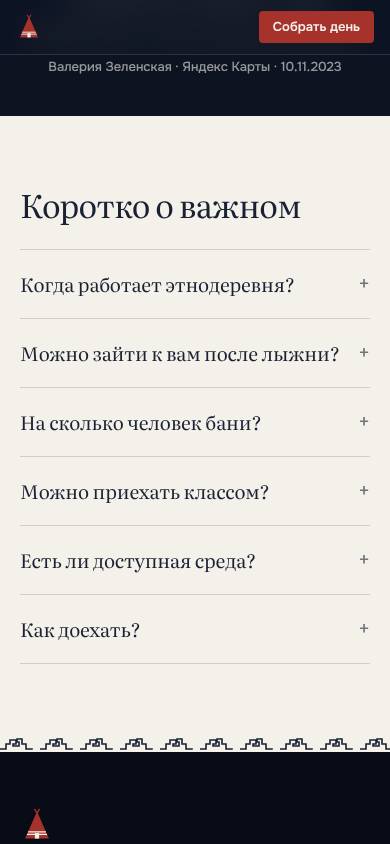 Собрать день
Валерия Зеленская · Яндекс Карты · 10.11.2023
Коротко о важном
Когда работает этнодеревня? +
Можно зайти к вам после лыжни? +
На сколько человек бани? +
Можно приехать классом? +
Есть ли доступная среда? +
Как доехать? +